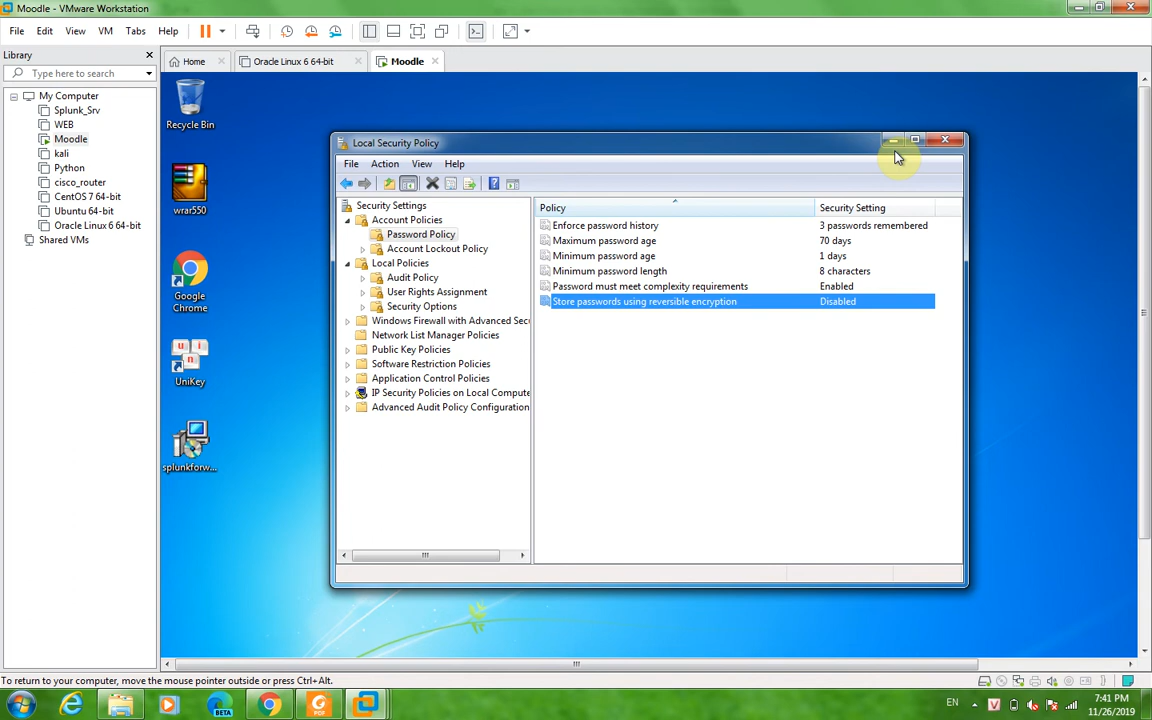 Moodle - VMware Workstation
File Edit View VM Tabs Help
Library
Type here to search
My Computer
Splunk_Srv
WEB
Moodle
kali
Python
cisco_router
CentOS 7 64-bit
Ubuntu 64-bit
Oracle Linux 6 64-bit
Shared VMs
Home Oracle Linux 6 64-bit Moodle
Recycle Bin
wrar550
Google
Chrome
UniKey
splunkforw...
Local Security Policy
File Action View Help
Security Settings
Account Policies
Password Policy
Account Lockout Policy
Local Policies
Audit Policy
User Rights Assignment
Security Options
Windows Firewall with Advanced Secu
Network List Manager Policies
Public Key Policies
Software Restriction Policies
Application Control Policies
IP Security Policies on Local Compute
Advanced Audit Policy Configuration
Policy Security Setting
Enforce password history 3 passwords remembered
Maximum password age 70 days
Minimum password age 1 days
Minimum password length 8 characters
Password must meet complexity requirements Enabled
Store passwords using reversible encryption Disabled
To return to your computer, move the mouse pointer outside or press Ctrl+Alt.
BETA
PDF
EN
V
7:41 PM
11/26/2019